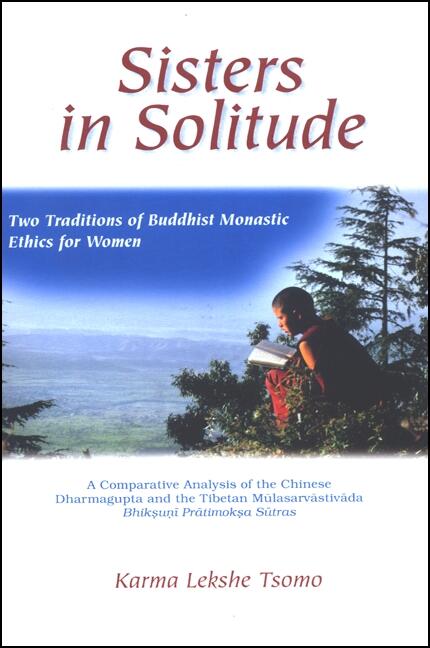 Sisters
in Solitude
Two Traditions of Buddhist Monastic
Ethics for Women
A Comparative Analysis of the Chinese
Dharmagupta and the Tibetan Mūlasarvāstivāda
Bhikṣuṇī Prātimokṣa Sūtras
Karma Lekshe Tsomo